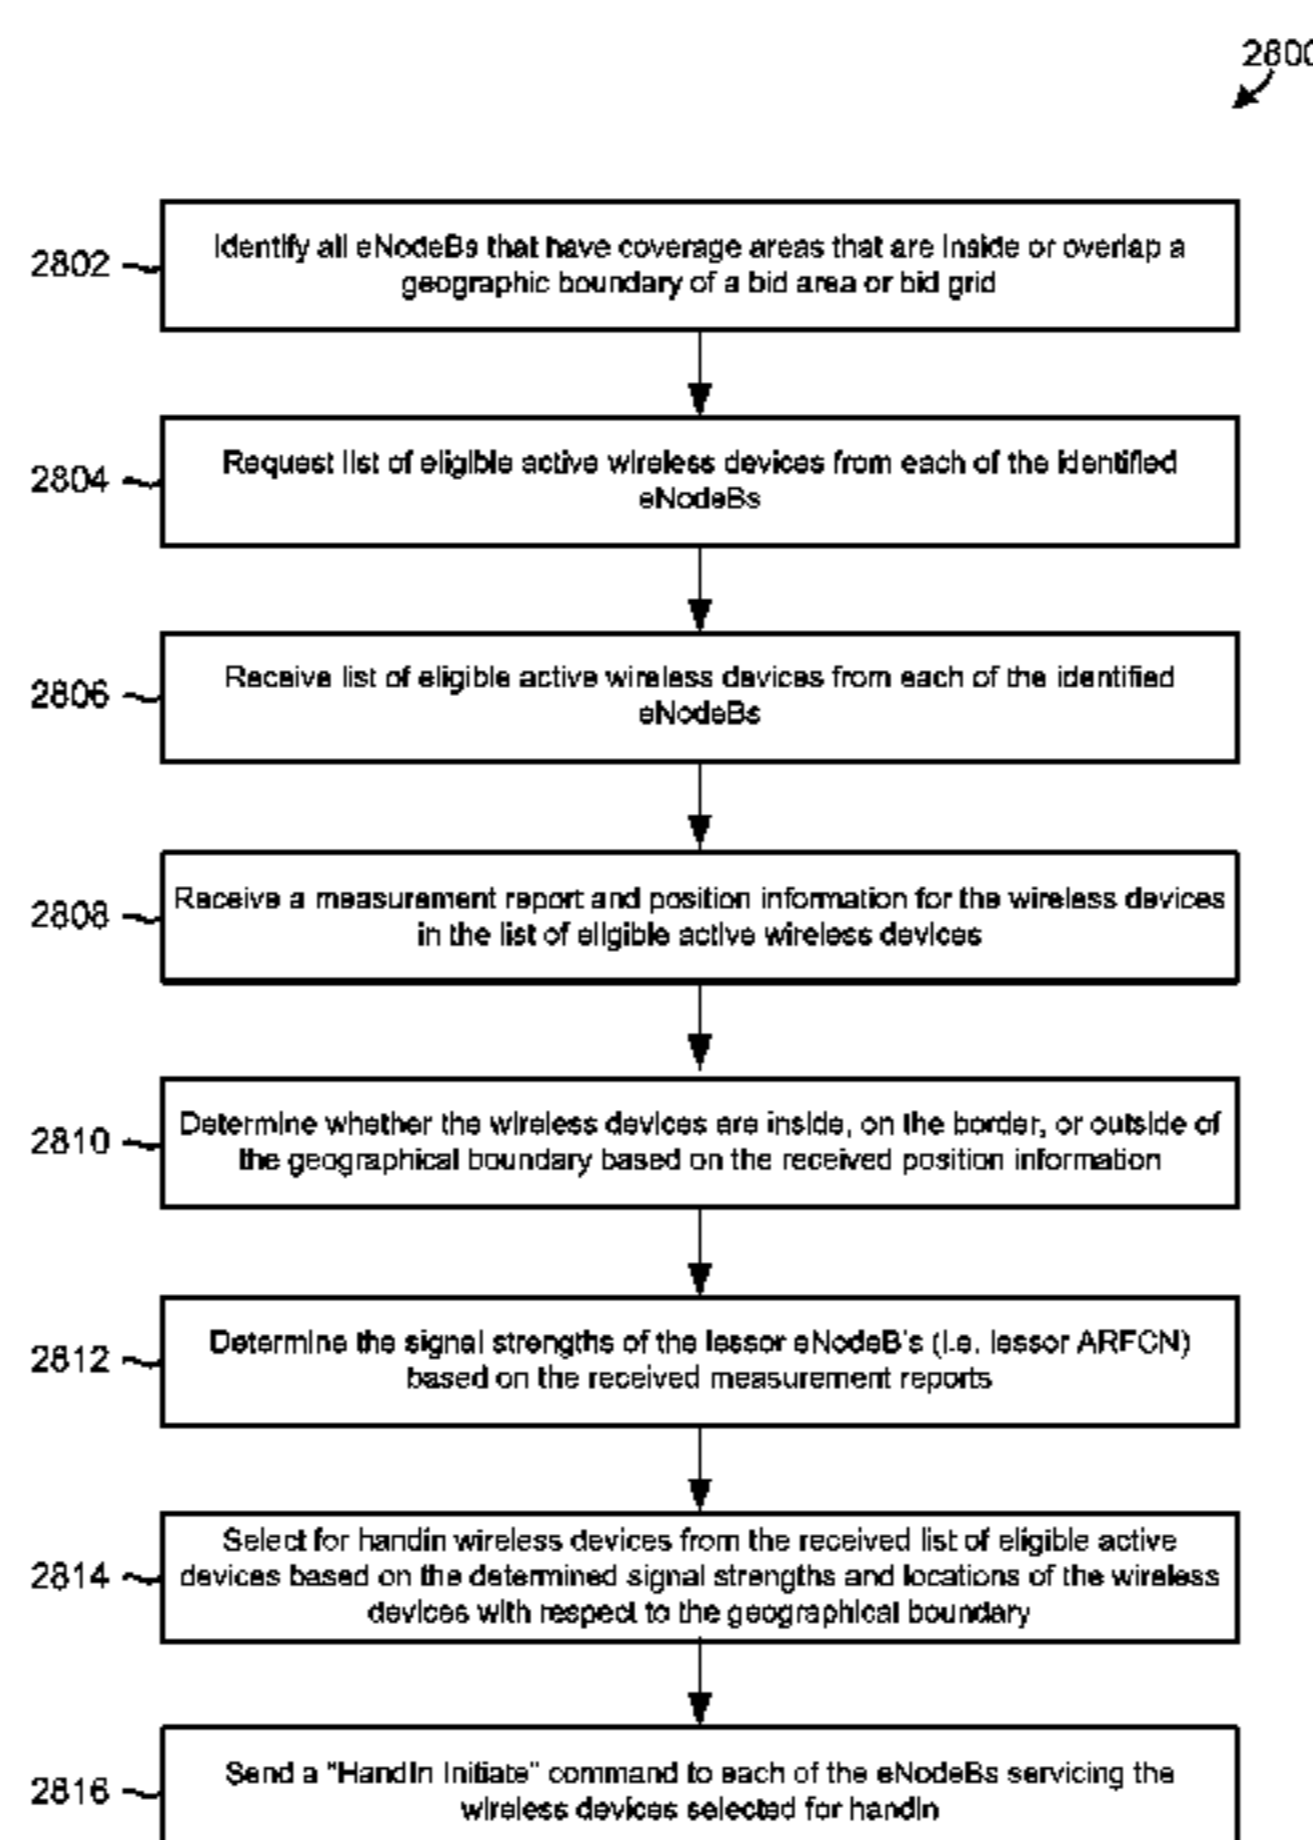 2800
2802
Identify all eNodeBs that have coverage areas that are inside or overlap a
geographic boundary of a bid area or bid grid
2804
Request list of eligible active wireless devices from each of the identified
eNodeBs
2806
Receive list of eligible active wireless devices from each of the identified
eNodeBs
2808
Receive a measurement report and position information for the wireless devices
in the list of eligible active wireless devices
2810
Determine whether the wireless devices are inside, on the border, or outside of
the geographical boundary based on the received position information
2812
Determine the signal strengths of the lessor eNodeB's (i.e. lessor ARFCN)
based on the received measurement reports
2814
Select for handin wireless devices from the received list of eligible active
devices based on the determined signal strengths and locations of the wireless
devices with respect to the geographical boundary
2816
Send a "HandIn Initiate" command to each of the eNodeBs servicing the
wireless devices selected for handin